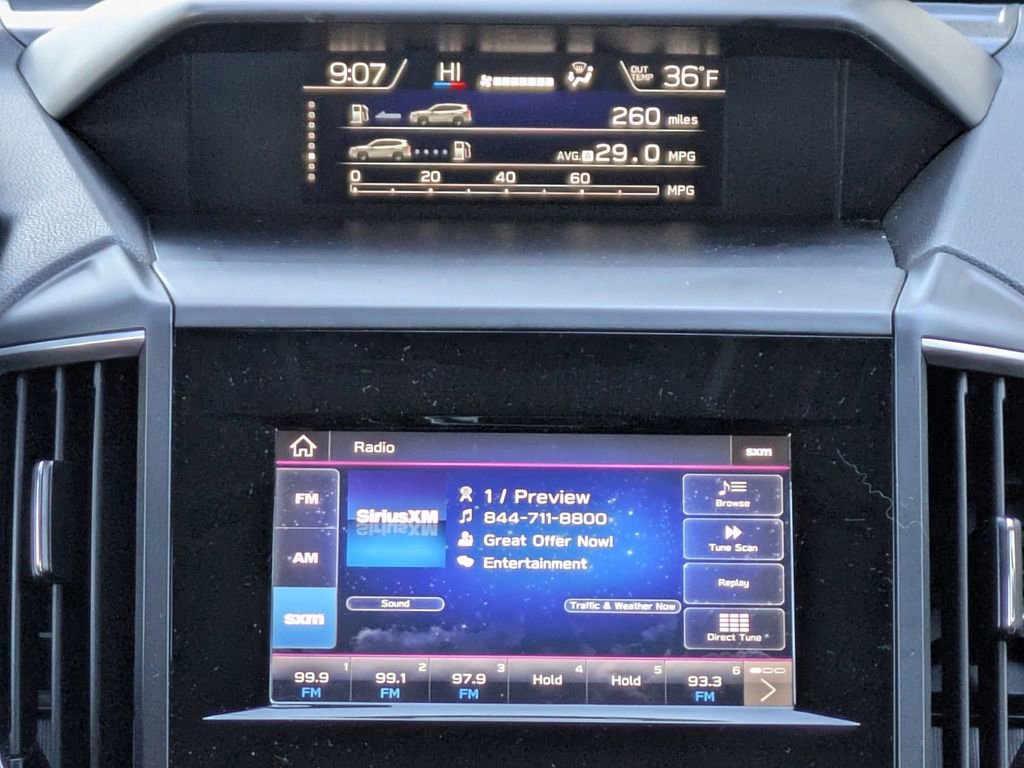 9:07 HI OUT TEMP 36°F
260 miles
AVG. A 29.0 MPG
0 20 40 60 MPG
Radio sxm
FM
AM
sxm
SiriusXM
1 / Preview
844-711-8800
Great Offer Now!
Entertainment
Sound
Traffic & Weather Now
Browse
Tune Scan
Replay
Direct Tune
1 2 3 4 5 6
99.9 99.1 97.9 Hold Hold 93.3
FM FM FM FM